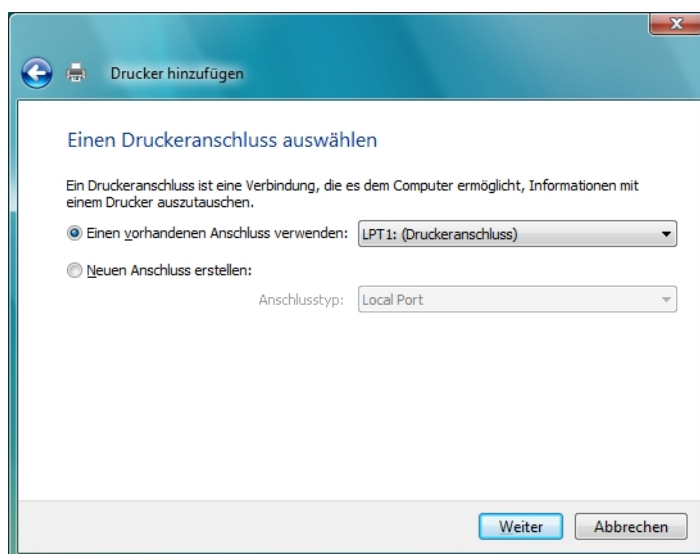 Drucker hinzufügen
Einen Druckeranschluss auswählen
Ein Druckeranschluss ist eine Verbindung, die es dem Computer ermöglicht, Informationen mit
einem Drucker auszutauschen.
Einen vorhandenen Anschluss verwenden: LPT1: (Druckeranschluss)
Neuen Anschluss erstellen:
Anschlusstyp: Local Port
Weiter Abbrechen